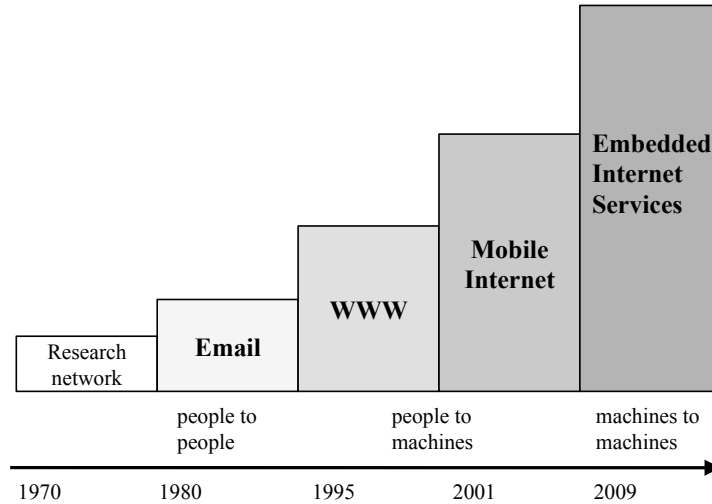 Embedded
Internet
Services
Mobile
Internet
WWW
Email
Research
network
people to
people
people to
machines
machines to
machines
1970
1980
1995
2001
2009